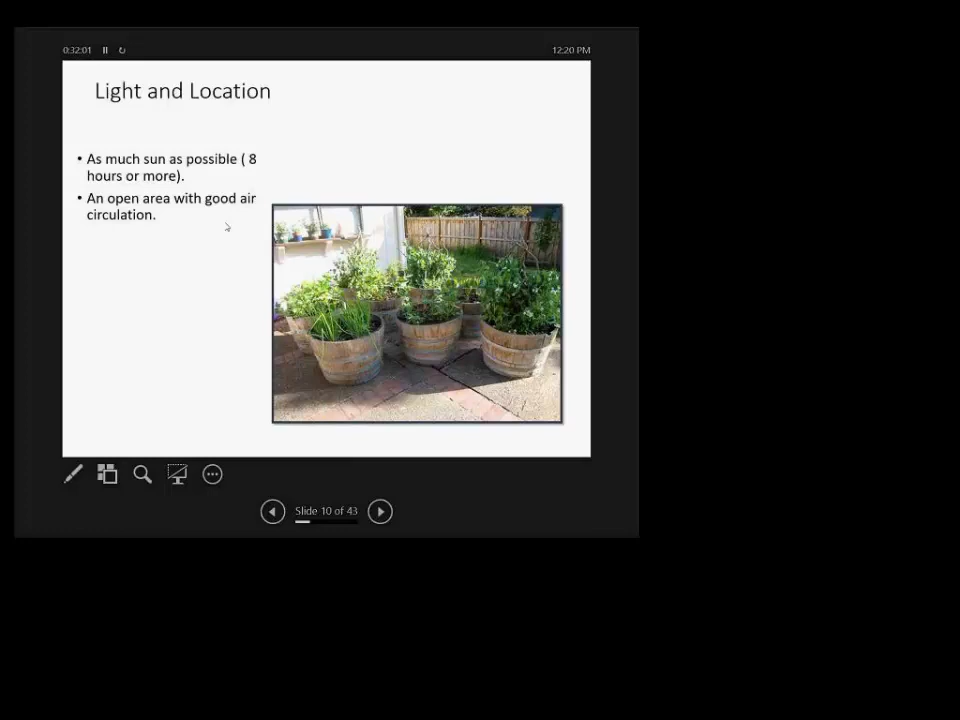 0:32:01
12:20 PM
Light and Location
• As much sun as possible ( 8
hours or more).
• An open area with good air
circulation.
Slide 10 of 43